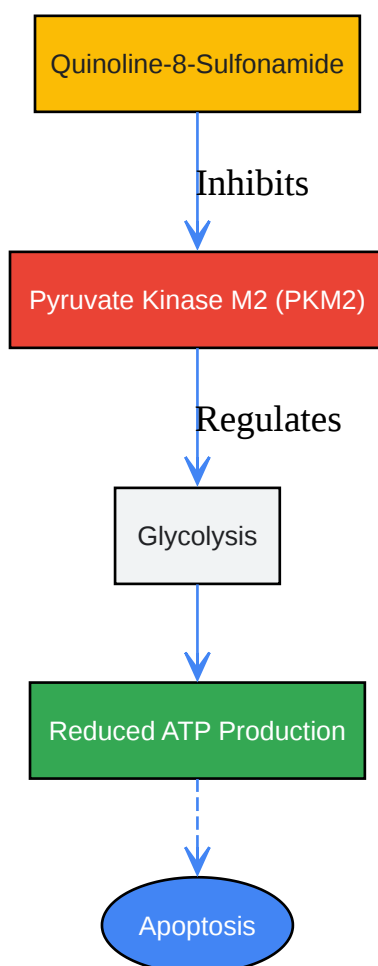 Quinoline-8-Sulfonamide
Inhibits
Pyruvate Kinase M2 (PKM2)
Regulates
Glycolysis
Reduced ATP Production
Apoptosis